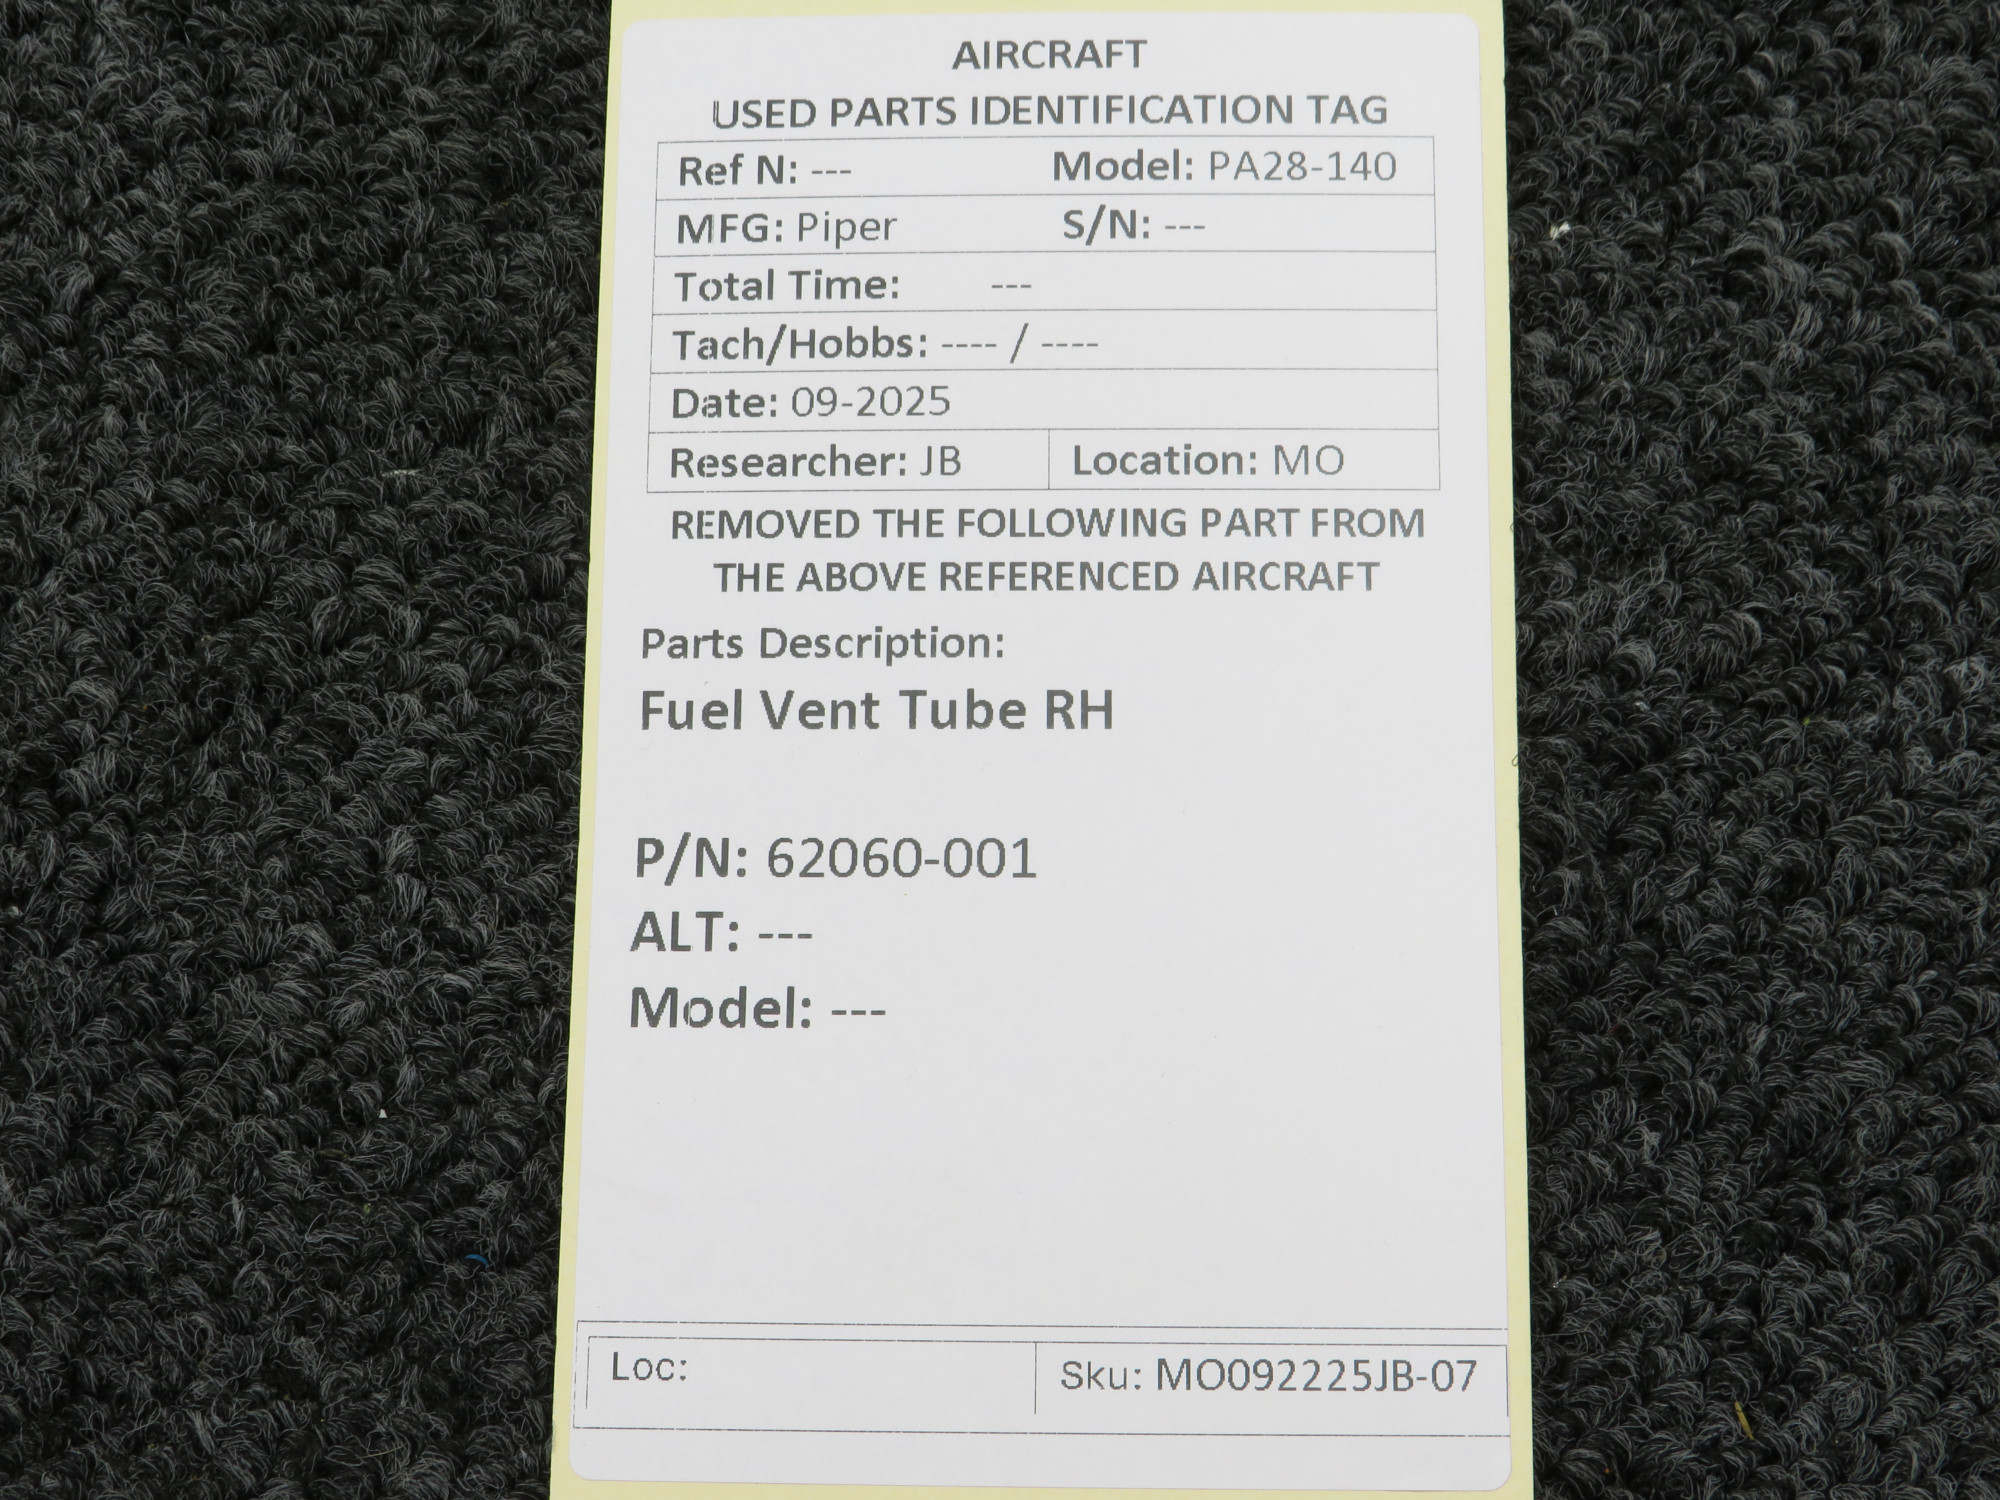 AIRCRAFT
USED PARTS IDENTIFICATION TAG
Ref N: --- Model: PA28-140
MFG: Piper S/N: ---
Total Time: ---
Tach/Hobbs: ---- / ----
Date: 09-2025
Researcher: JB Location: MO
REMOVED THE FOLLOWING PART FROM
THE ABOVE REFERENCED AIRCRAFT
Parts Description:
Fuel Vent Tube RH
P/N: 62060-001
ALT: ---
Model: ---
Loc: Sku: MO092225JB-07